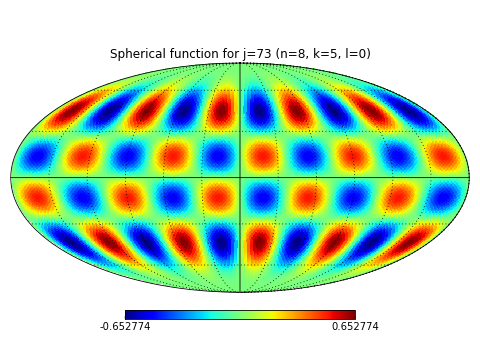 Spherical function for j=73 (n=8, k=5, l=0)
-0.652774 0.652774